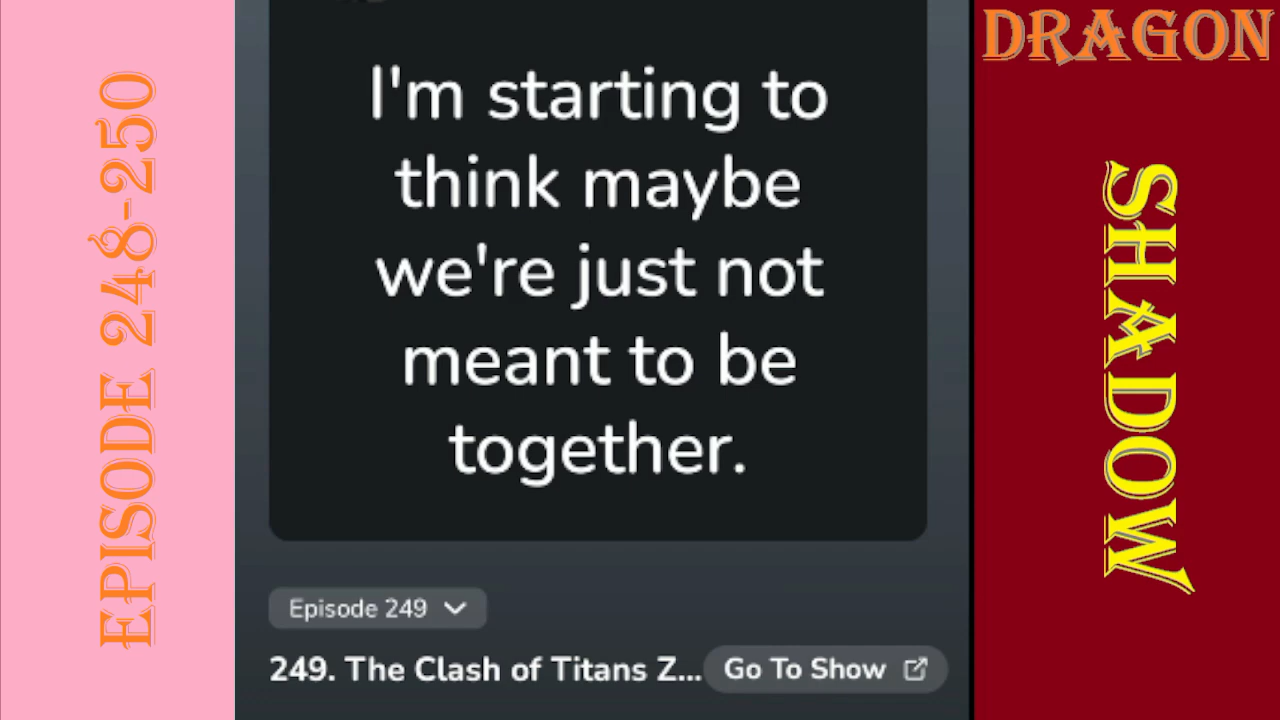 EPISODE 248-250
I'm starting to
think maybe
we're just not
meant to be
together.
Episode 249
249. The Clash of Titans Z...
Go To Show
DRAGON
SHADOW